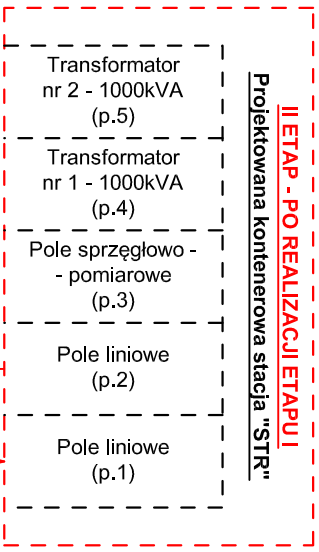 Transformator
nr 2 - 1000kVA
(p.5)
Transformator
nr 1 - 1000kVA
(p.4)
Pole sprzęgłowo -
- pomiarowe
(p.3)
Pole liniowe
(p.2)
Pole liniowe
(p.1)
II ETAP - PO REALIZACJI ETAPU I
Projektowana kontenerowa stacja "STR"